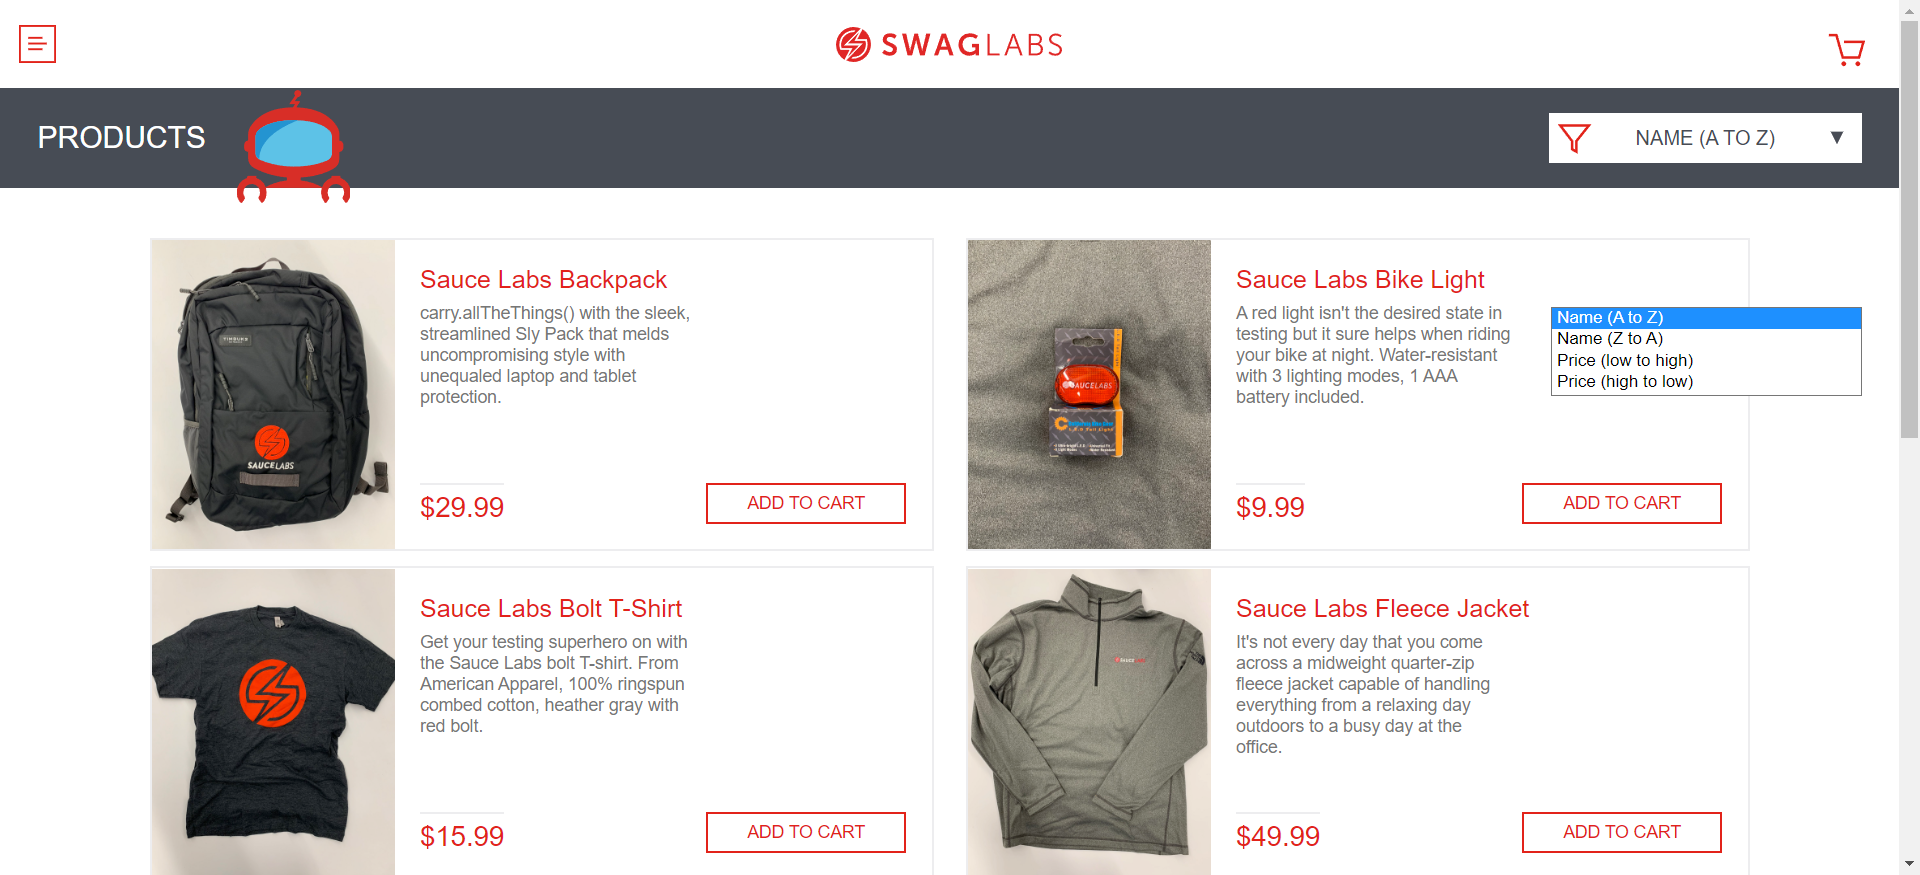 SWAGLABS
PRODUCTS
NAME (A TO Z)
▼
Sauce Labs Backpack
carry.allTheThings() with the sleek,
streamlined Sly Pack that melds
uncompromising style with
unequaled laptop and tablet
protection.
$29.99
ADD TO CART
SAUCELABS
Sauce Labs Bike Light
A red light isn't the desired state in
testing but it sure helps when riding
your bike at night. Water-resistant
with 3 lighting modes, 1 AAA
battery included.
$9.99
ADD TO CART
SAUCELABS
Name (A to Z)
Name (Z to A)
Price (low to high)
Price (high to low)
Sauce Labs Bolt T-Shirt
Get your testing superhero on with
the Sauce Labs bolt T-shirt. From
American Apparel, 100% ringspun
combed cotton, heather gray with
red bolt.
$15.99
ADD TO CART
Sauce Labs Fleece Jacket
It's not every day that you come
across a midweight quarter-zip
fleece jacket capable of handling
everything from a relaxing day
outdoors to a busy day at the
office.
$49.99
ADD TO CART